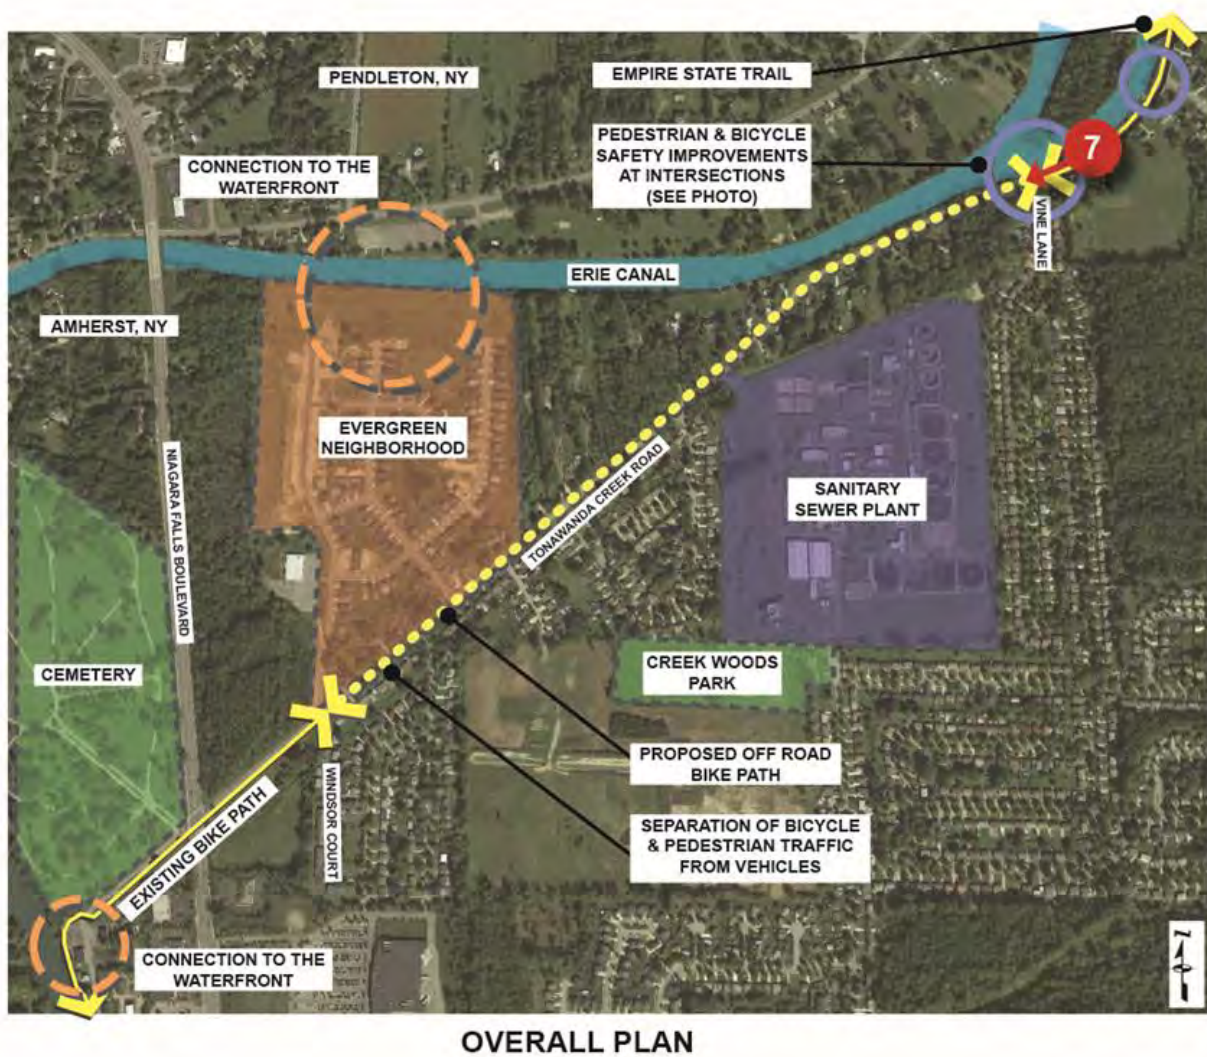 PENDLETON, NY
EMPIRE STATE TRAIL
PEDESTRIAN & BICYCLE
SAFETY IMPROVEMENTS
AT INTERSECTIONS
(SEE PHOTO)
7
CONNECTION TO THE
WATERFRONT
VINE LANE
ERIE CANAL
AMHERST, NY
EVERGREEN
NEIGHBORHOOD
NIAGARA FALLS BOULEVARD
TONAWANDA CREEK ROAD
SANITARY
SEWER PLANT
CEMETERY
CREEK WOODS
PARK
PROPOSED OFF ROAD
BIKE PATH
WINDSOR COURT
EXISTING BIKE PATH
SEPARATION OF BICYCLE
& PEDESTRIAN TRAFFIC
FROM VEHICLES
CONNECTION TO THE
WATERFRONT
OVERALL PLAN